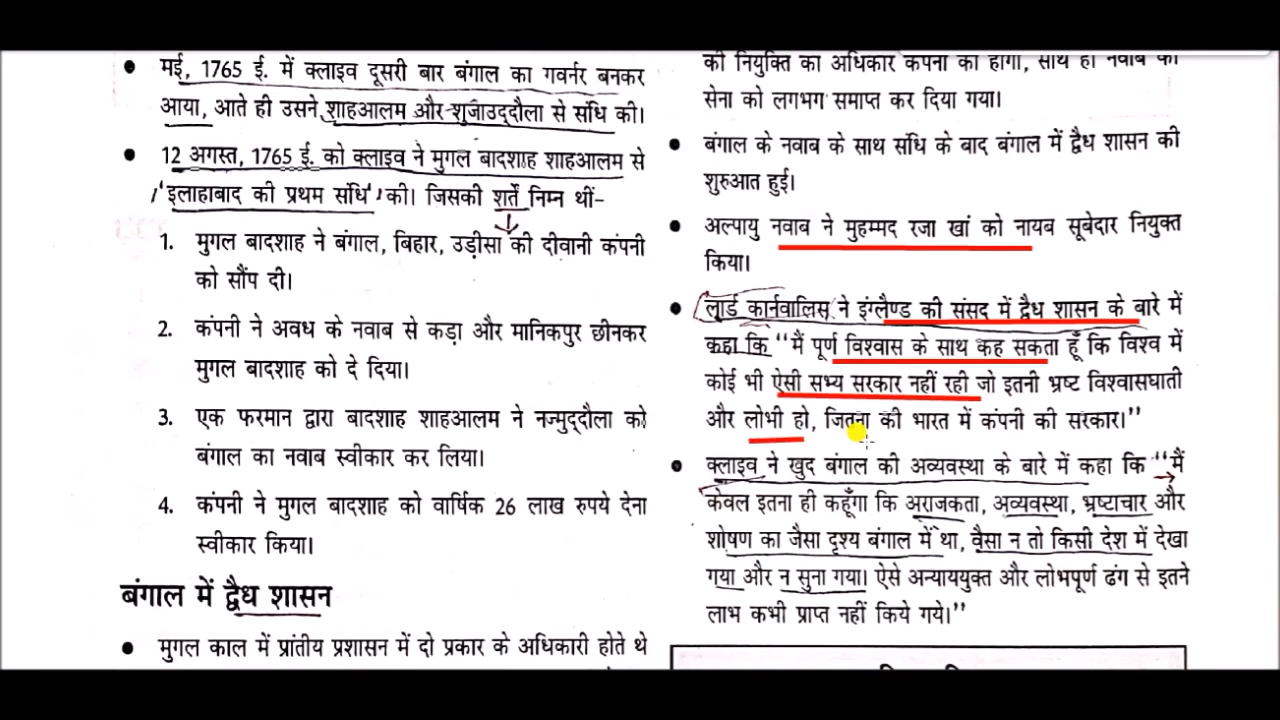 मई, 1765 ई. में क्लाइव दूसरी बार बंगाल का गवर्नर बनकर
आया, आते ही उसने शाहआलम और शुजाउद्दौला से संधि की।
12 अगस्त, 1765 ई. को क्लाइव ने मुगल बादशाह शाहआलम से
'इलाहाबाद की प्रथम संधि' की। जिसकी शर्तें निम्न थीं-
1. मुगल बादशाह ने बंगाल, बिहार, उड़ीसा की दीवानी कंपनी
को सौंप दी।
2. कंपनी ने अवध के नवाब से कड़ा और मानिकपुर छीनकर
मुगल बादशाह को दे दिया।
3. एक फरमान द्वारा बादशाह शाहआलम ने नज्मुद्दौला को
बंगाल का नवाब स्वीकार कर लिया।
4. कंपनी ने मुगल बादशाह को वार्षिक 26 लाख रुपये देना
स्वीकार किया।
बंगाल में द्वैध शासन
मुगल काल में प्रांतीय प्रशासन में दो प्रकार के अधिकारी होते थे
की नियुक्ति का अधिकार कंपनी का होगा, साथ ही नवाब की
सेना को लगभग समाप्त कर दिया गया।
बंगाल के नवाब के साथ संधि के बाद बंगाल में द्वैध शासन की
शुरुआत हुई।
अल्पायु नवाब ने मुहम्मद रजा खां को नायब सूबेदार नियुक्त
किया।
लार्ड कार्नवालिस ने इंग्लैण्ड की संसद में द्वैध शासन के बारे में
कहा कि "मैं पूर्ण विश्वास के साथ कह सकता हूँ कि विश्व में
कोई भी ऐसी सभ्य सरकार नहीं रही जो इतनी भ्रष्ट विश्वासघाती
और लोभी हो, जितना की भारत में कंपनी की सरकार।"
क्लाइव ने खुद बंगाल की अव्यवस्था के बारे में कहा कि "मैं
केवल इतना ही कहूँगा कि अराजकता, अव्यवस्था, भ्रष्टाचार और
शोषण का जैसा दृश्य बंगाल में था, वैसा न तो किसी देश में देखा
गया और न सुना गया। ऐसे अन्याययुक्त और लोभपूर्ण ढंग से इतने
लाभ कभी प्राप्त नहीं किये गये।"